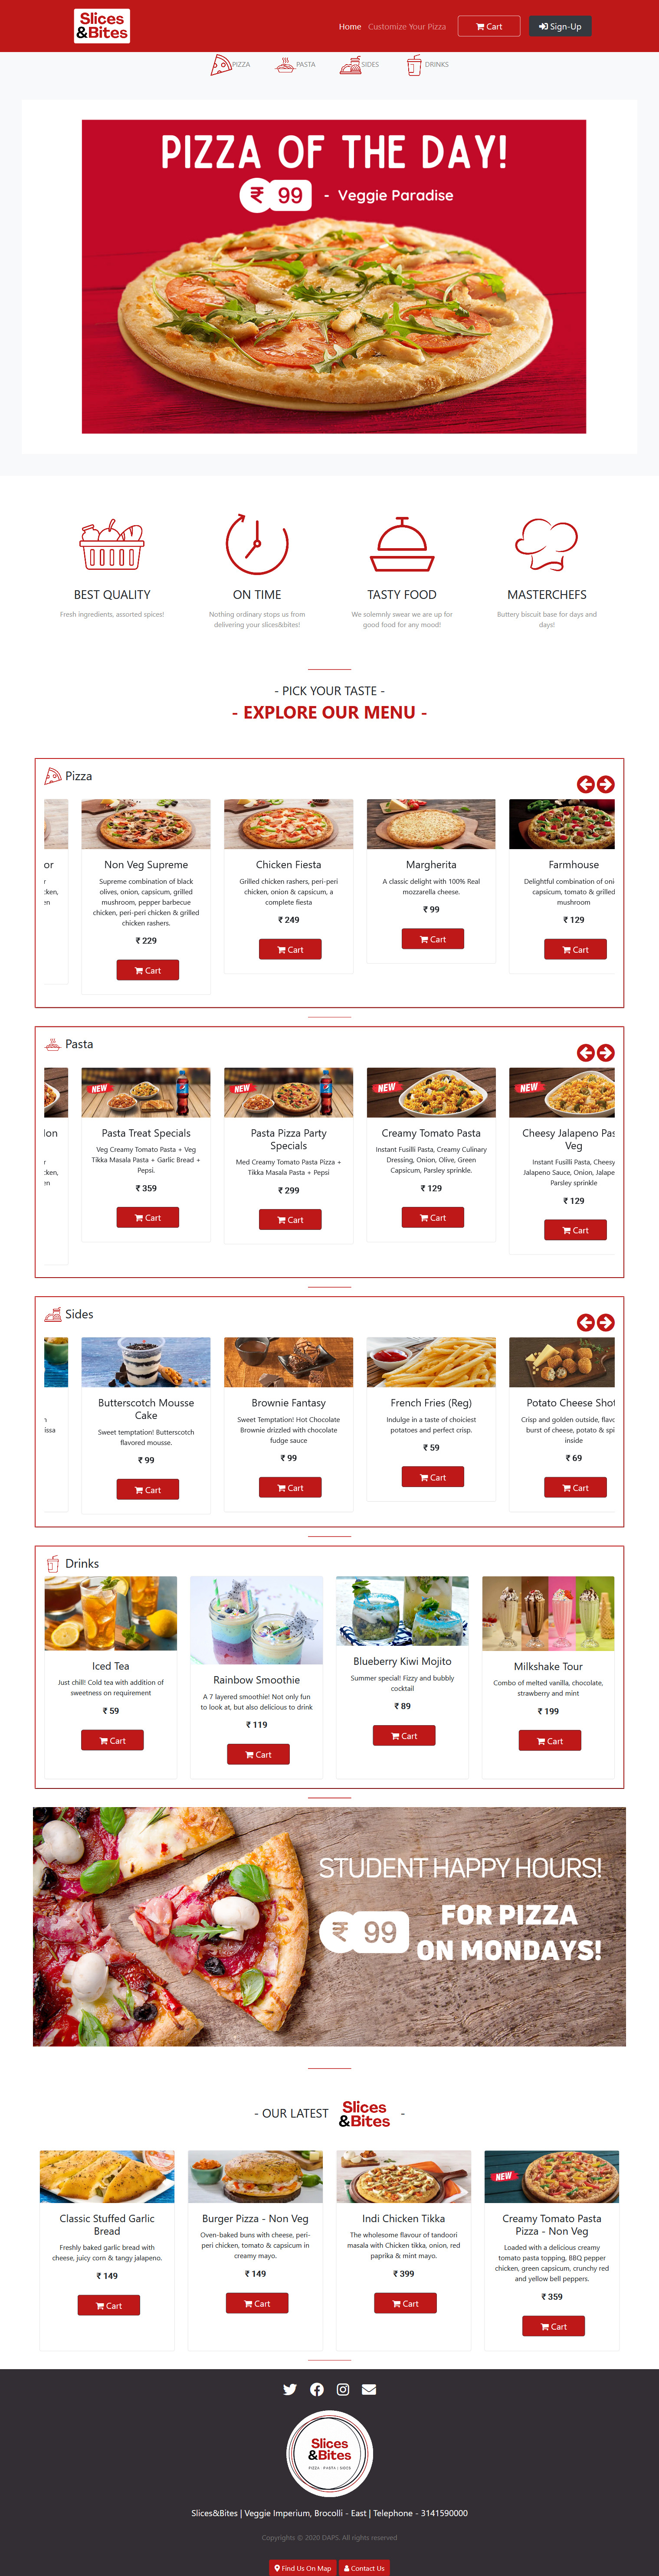 Slices
&Bites
Home
Customize Your Pizza
Cart
Sign-Up
PIZZA
PASTA
SIDES
DRINKS
PIZZA OF THE DAY!
₹ 99 - Veggie Paradise
BEST QUALITY
Fresh ingredients, assorted spices!
ON TIME
Nothing ordinary stops us from
delivering your slices&bites!
TASTY FOOD
We solemnly swear we are up for
good food for any mood!
MASTERCHEFS
Buttery biscuit base for days and
days!
- PICK YOUR TASTE -
- EXPLORE OUR MENU -
Pizza
or
r
:ken,
en
Non Veg Supreme
Supreme combination of black
olives, onion, capsicum, grilled
mushroom, pepper barbecue
chicken, peri-peri chicken & grilled
chicken rashers.
₹ 229
Cart
Chicken Fiesta
Grilled chicken rashers, peri-peri
chicken, onion & capsicum, a
complete fiesta
₹ 249
Cart
Margherita
A classic delight with 100% Real
mozzarella cheese.
₹ 99
Cart
Farmhouse
Delightful combination of oni
capsicum, tomato & grilled
mushroom
₹ 129
Cart
Pasta
lon
r
:ken,
en
NEW
Pasta Treat Specials
Veg Creamy Tomato Pasta + Veg
Tikka Masala Pasta + Garlic Bread +
Pepsi.
₹ 359
Cart
NEW
Pasta Pizza Party
Specials
Med Creamy Tomato Pasta Pizza +
Tikka Masala Pasta + Pepsi
₹ 299
Cart
NEW
Creamy Tomato Pasta
Instant Fusilli Pasta, Creamy Culinary
Dressing, Onion, Olive, Green
Capsicum, Parsley sprinkle.
₹ 129
Cart
NEW
Cheesy Jalapeno Pas
Veg
Instant Fusilli Pasta, Cheesy
Jalapeno Sauce, Onion, Jalape
Parsley sprinkle
₹ 129
Cart
Sides
issa
Butterscotch Mousse
Cake
Sweet temptation! Butterscotch
flavored mousse.
₹ 99
Cart
Brownie Fantasy
Sweet Temptation! Hot Chocolate
Brownie drizzled with chocolate
fudge sauce
₹ 99
Cart
French Fries (Reg)
Indulge in a taste of choiciest
potatoes and perfect crisp.
₹ 59
Cart
Potato Cheese Shot
Crisp and golden outside, flavo
burst of cheese, potato & spi
inside
₹ 69
Cart
Drinks
Iced Tea
Just chill! Cold tea with addition of
sweetness on requirement
₹ 59
Cart
Rainbow Smoothie
A 7 layered smoothie! Not only fun
to look at, but also delicious to drink
₹ 119
Cart
Blueberry Kiwi Mojito
Summer special! Fizzy and bubbly
cocktail
₹ 89
Cart
Milkshake Tour
Combo of melted vanilla, chocolate,
strawberry and mint
₹ 199
Cart
STUDENT HAPPY HOURS!
₹ 99
FOR PIZZA
ON MONDAYS!
- OUR LATEST Slices
&Bites -
Classic Stuffed Garlic
Bread
Freshly baked garlic bread with
cheese, juicy corn & tangy jalapeno.
₹ 149
Cart
Burger Pizza - Non Veg
Oven-baked buns with cheese, peri-
peri chicken, tomato & capsicum in
creamy mayo.
₹ 149
Cart
Indi Chicken Tikka
The wholesome flavour of tandoori
masala with Chicken tikka, onion, red
paprika & mint mayo.
₹ 399
Cart
NEW
Creamy Tomato Pasta
Pizza - Non Veg
Loaded with a delicious creamy
tomato pasta topping, BBQ pepper
chicken, green capsicum, crunchy red
and yellow bell peppers.
₹ 359
Cart
Slices
&Bites
PIZZA PASTA SIDES
Slices&Bites | Veggie Imperium, Brocolli - East | Telephone - 3141590000
Copyrights © 2020 DAPS. All rights reserved
Find Us On Map
Contact Us